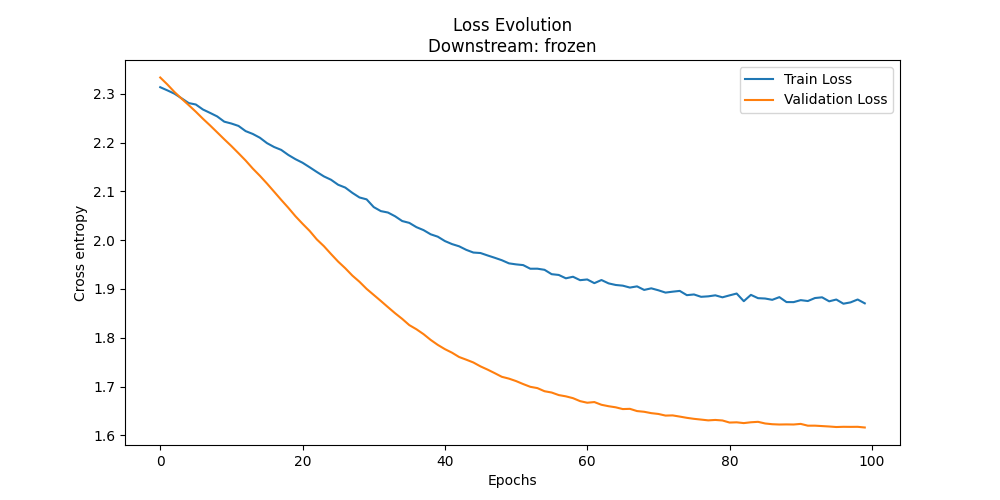 Loss Evolution
Downstream: frozen
Train Loss
Validation Loss
Cross entropy
2.3
2.2
2.1
2.0
1.9
1.8
1.7
1.6
0 20 40 60 80 100
Epochs